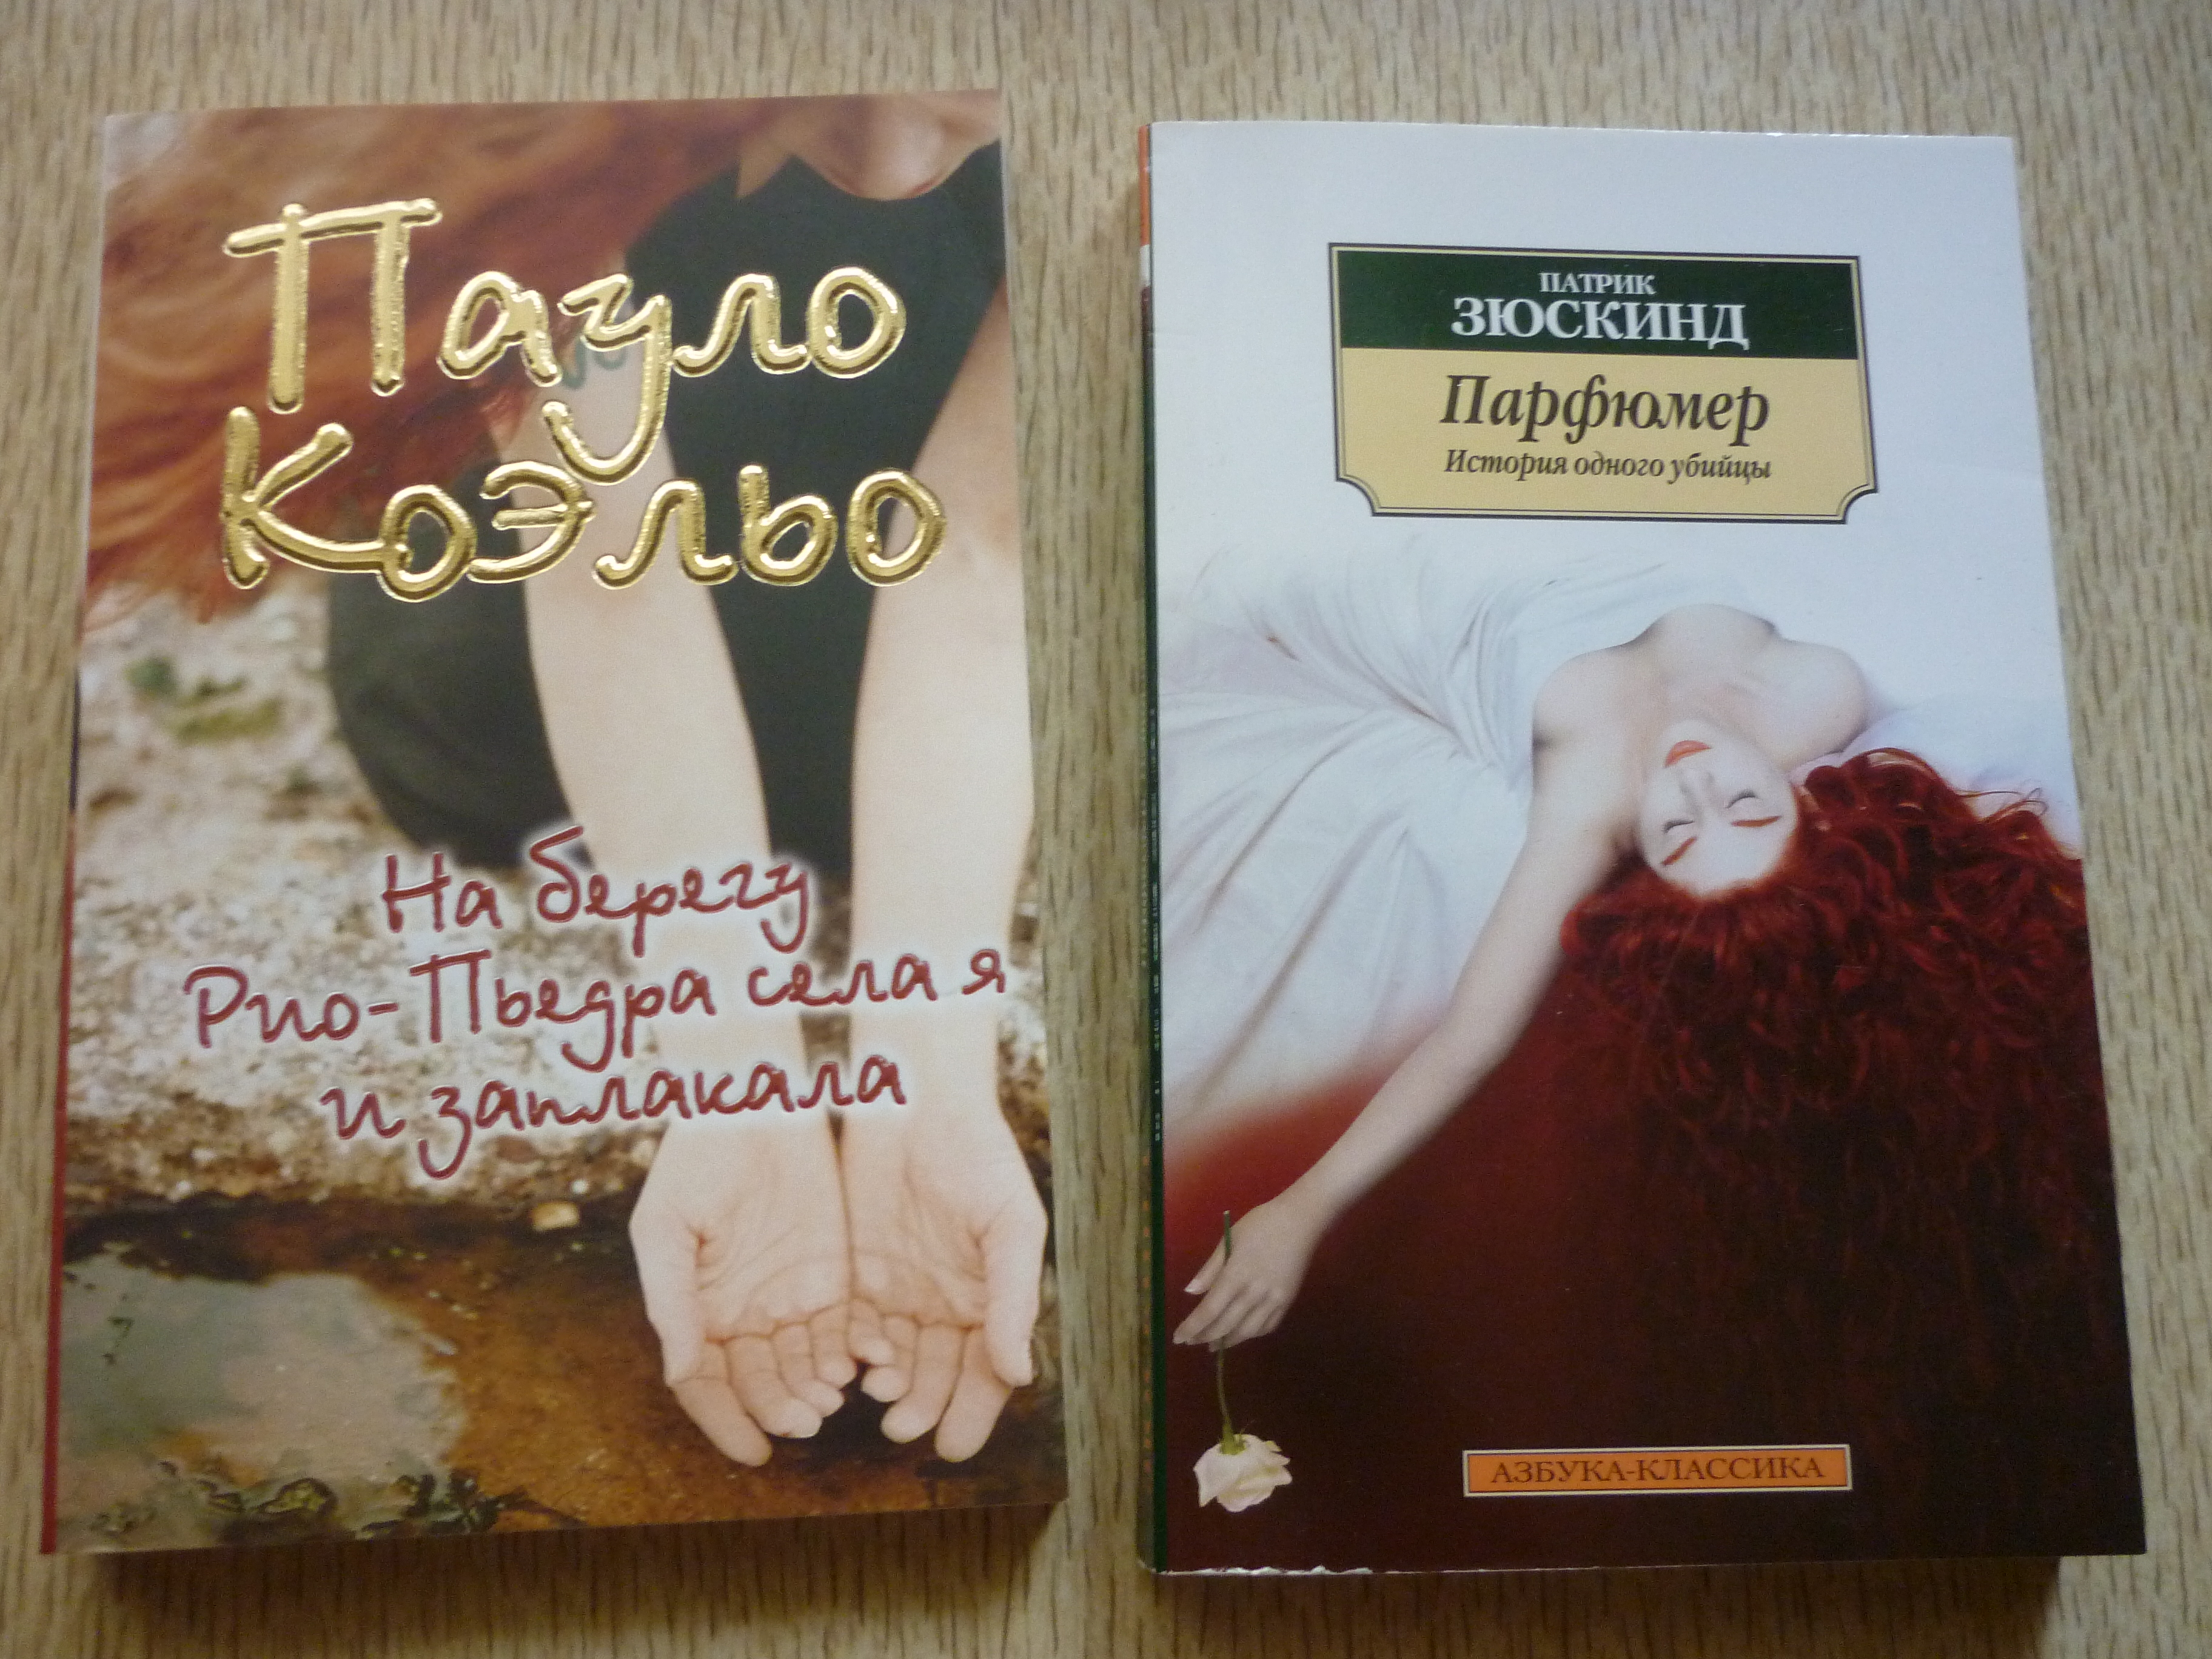 Пауло
Коэльо
На берегу
Рио-Пьедра села я
и заплакала
ПАТРИК
ЗЮСКИНД
Парфюмер
История одного убийцы
АЗБУКА-КЛАССИКА